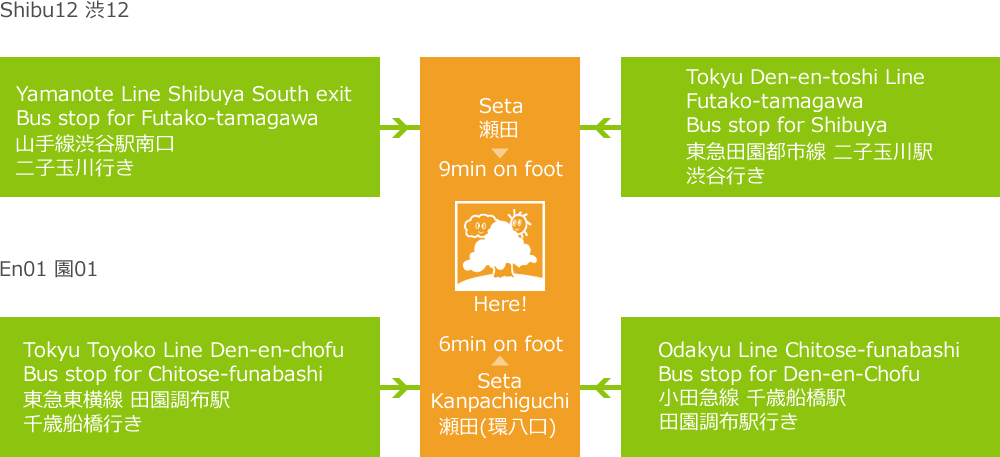 Shibu12 渋12
Yamanote Line Shibuya South exit
Bus stop for Futako-tamagawa
山手線渋谷駅南口
二子玉川行き
Seta
瀬田
9min on foot
Tokyu Den-en-toshi Line
Futako-tamagawa
Bus stop for Shibuya
東急田園都市線 二子玉川駅
渋谷行き
Here!
En01 園01
Tokyu Toyoko Line Den-en-chofu
Bus stop for Chitose-funabashi
東急東横線 田園調布駅
千歳船橋行き
6min on foot
Seta
Kanpachiguchi
瀬田(環八口)
Odakyu Line Chitose-funabashi
Bus stop for Den-en-Chofu
小田急線 千歳船橋駅
田園調布駅行き